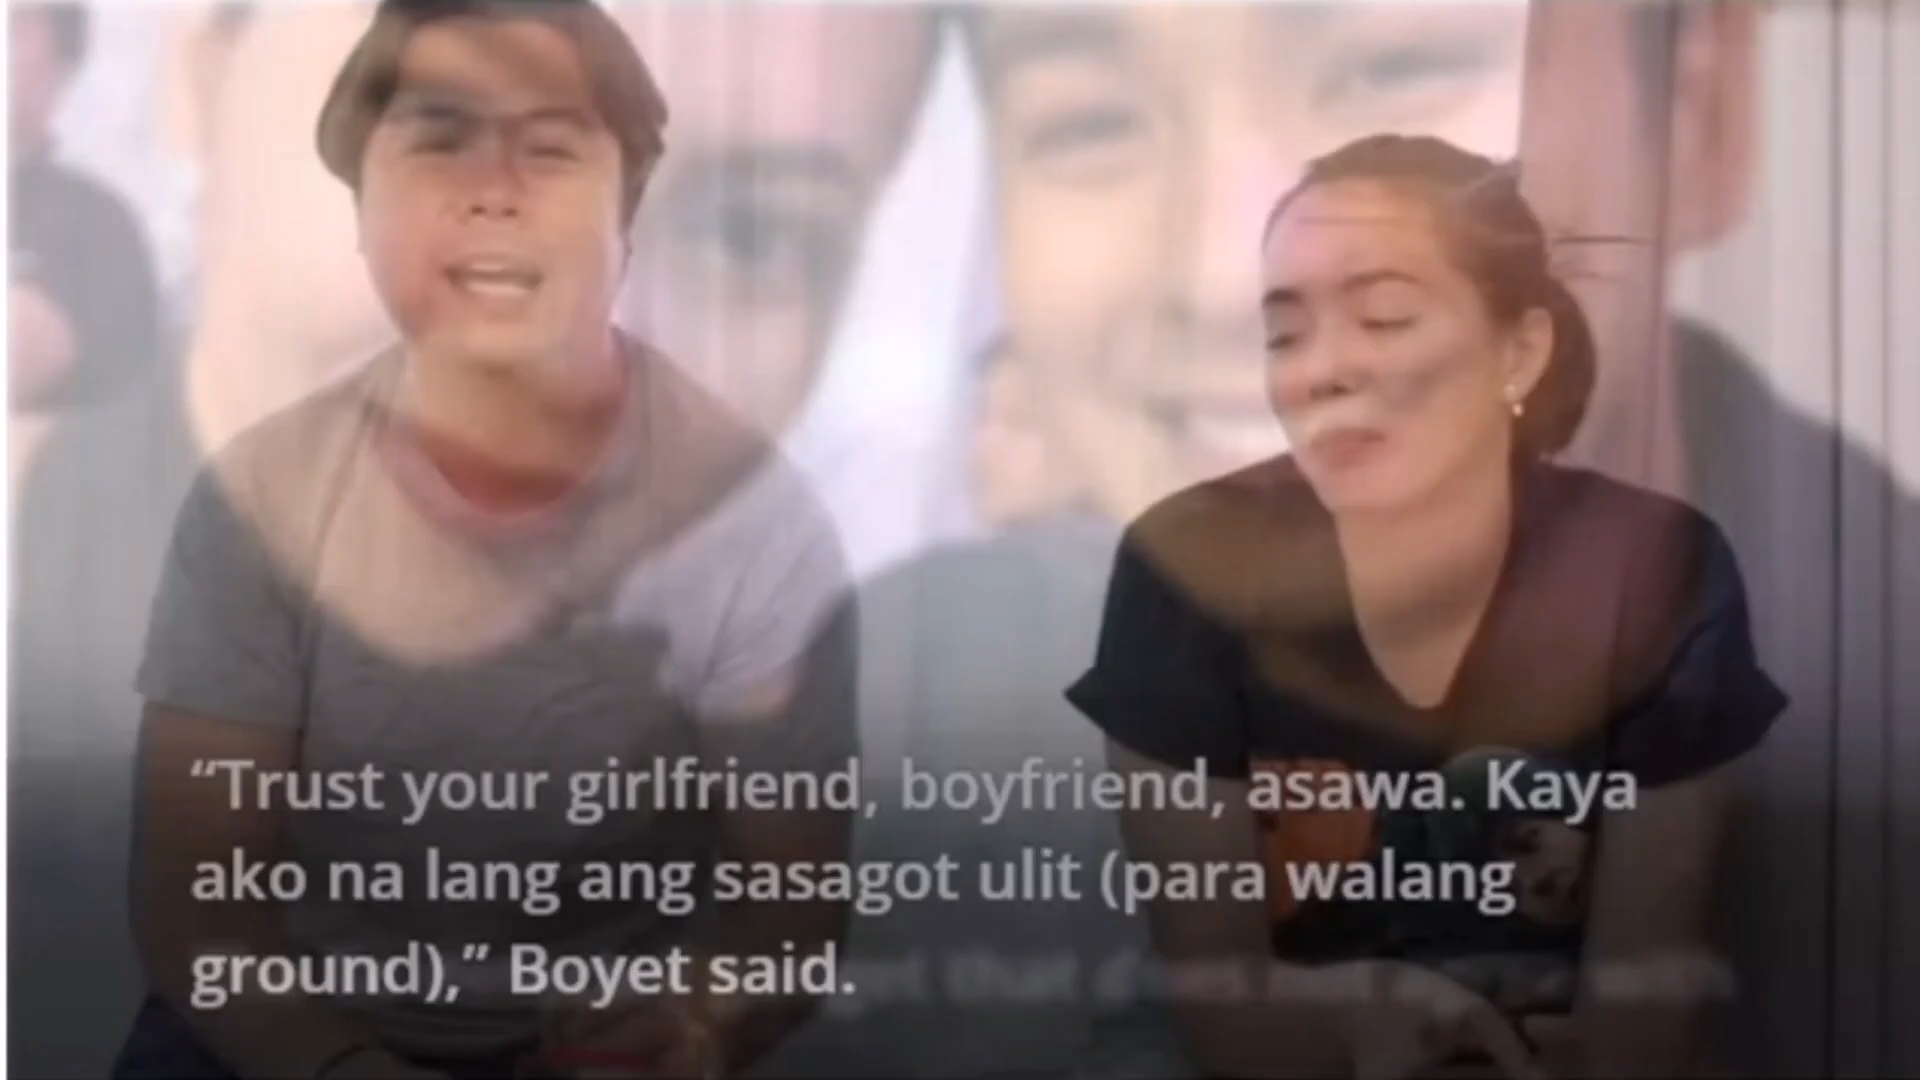 “Trust your girlfriend, boyfriend, asawa. Kaya
ako na lang ang sasagot ulit (para walang
ground),” Boyet said.